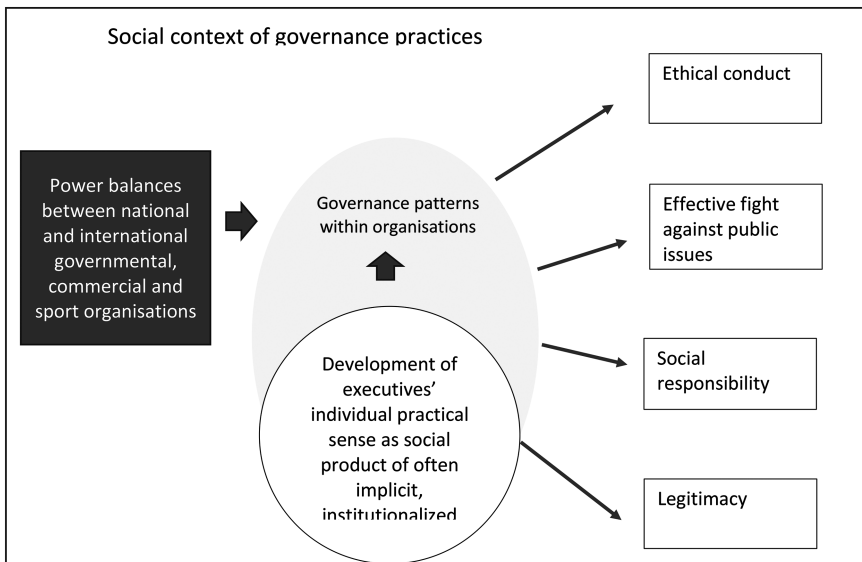 Social context of governance practices
Ethical conduct
Power balances
between national
and international
governmental,
commercial and
sport organisations
Governance patterns
within organisations
Effective fight
against public
issues
Development of
executives’
individual practical
sense as social
product of often
implicit,
institutionalized
Social
responsibility
Legitimacy